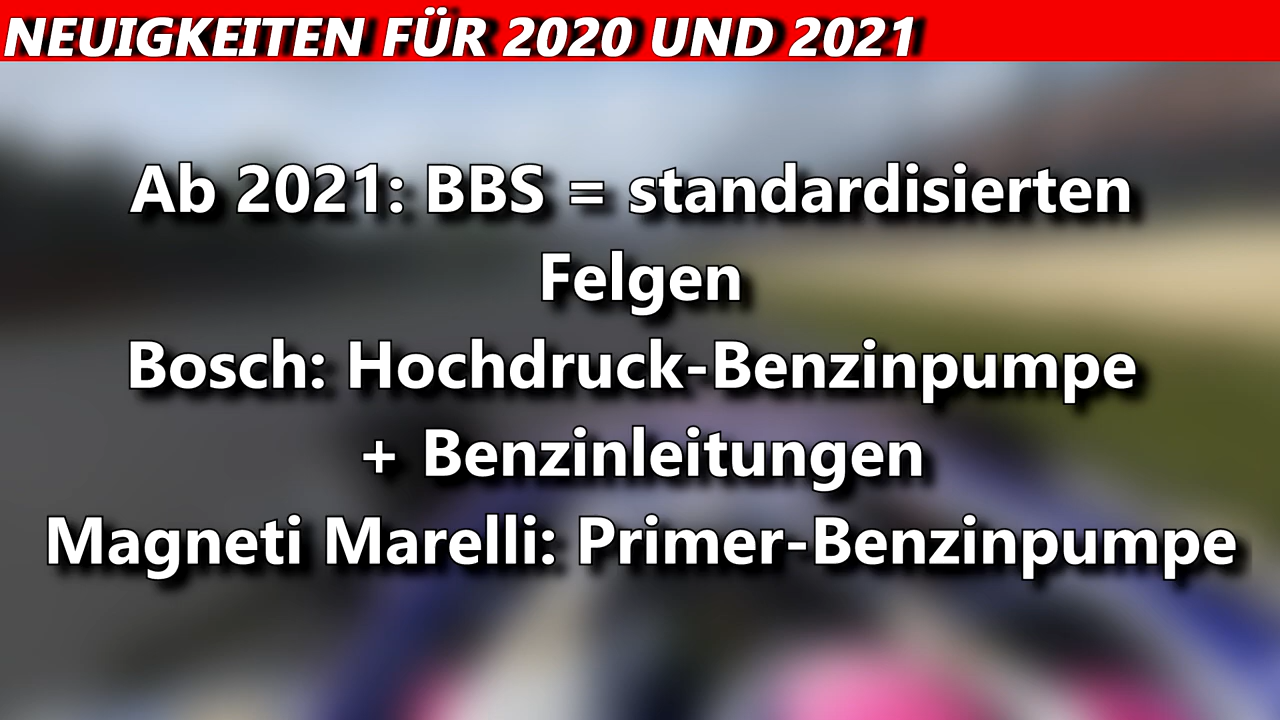 NEUIGKEITEN FÜR 2020 UND 2021
Ab 2021: BBS = standardisierten
Felgen
Bosch: Hochdruck-Benzinpumpe
+ Benzinleitungen
Magneti Marelli: Primer-Benzinpumpe